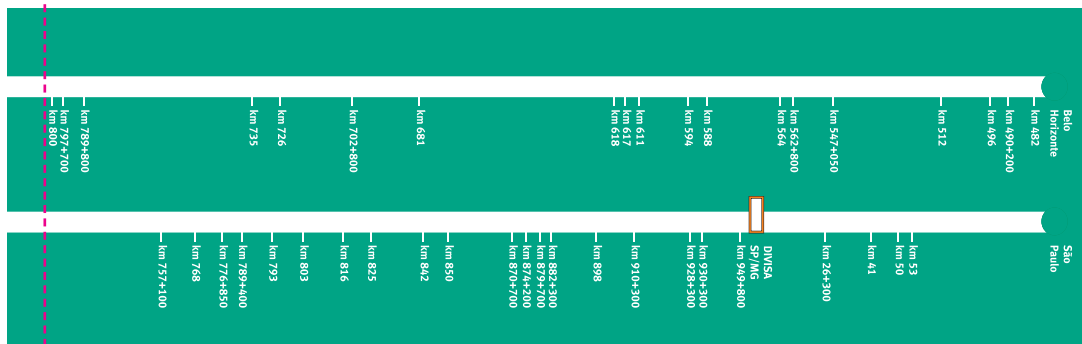 km 800
km 797+700
km 789+800
km 735
km 726
km 702+800
km 681
km 618
km 617
km 611
km 594
km 588
km 564
km 562+800
km 547+050
km 512
km 496
km 490+200
km 482
Belo
Horizonte
km 757+100
km 768
km 776+850
km 789+400
km 793
km 803
km 816
km 825
km 842
km 850
km 870+700
km 874+200
km 879+700
km 882+300
km 898
km 910+300
km 928+300
km 930+300
km 949+800
DIVISA
SP/MG
km 26+300
km 41
km 50
km 53
São
Paulo